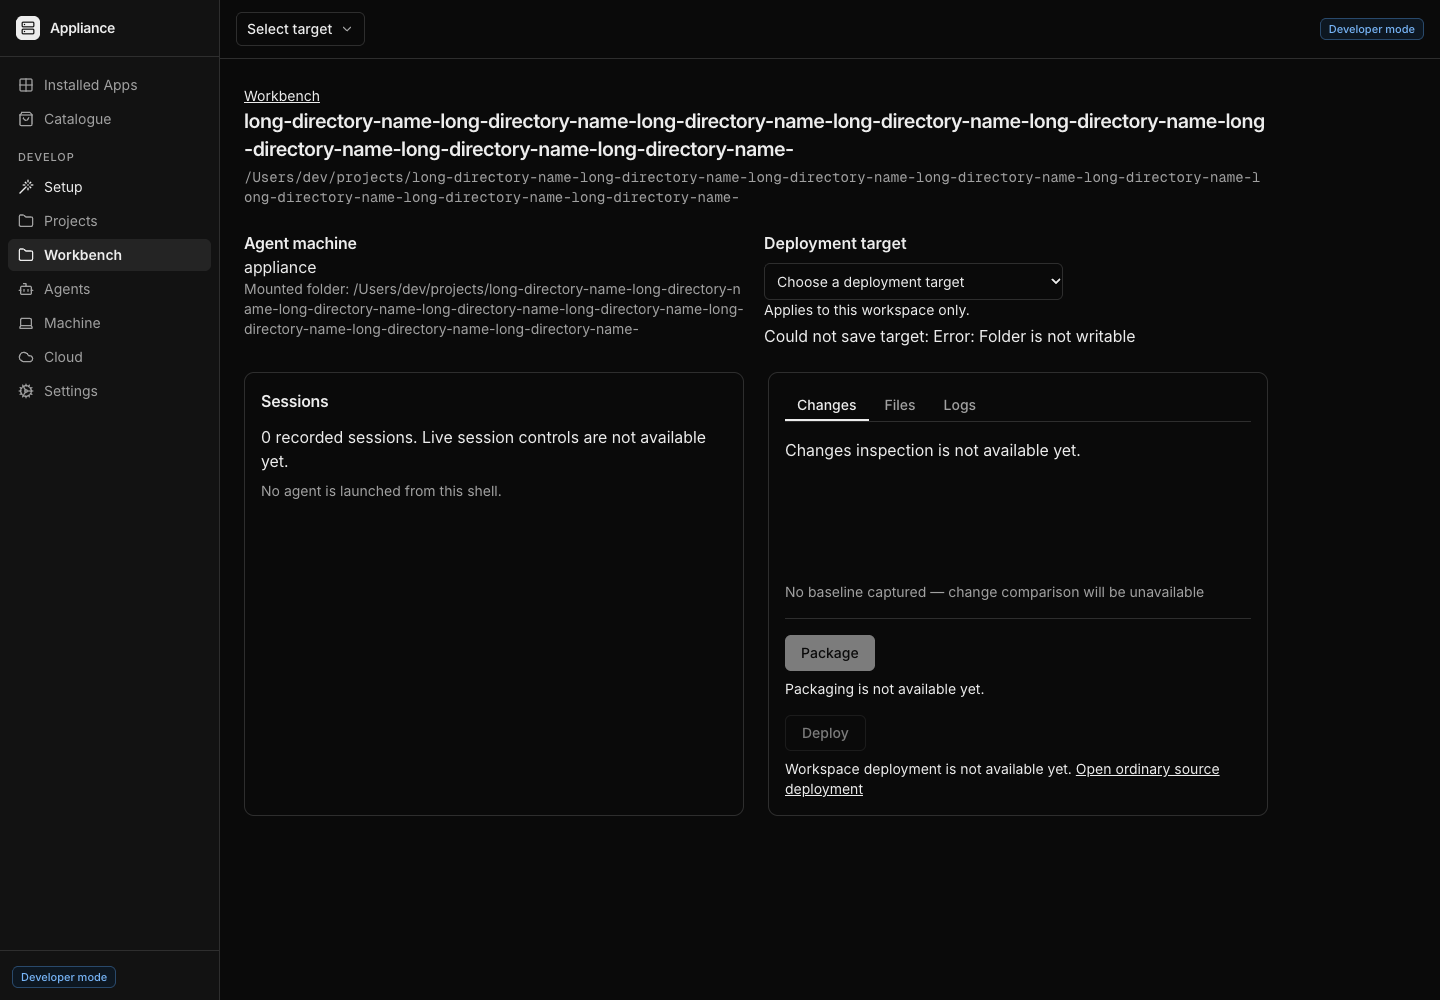 Appliance
Select target
Developer mode
Installed Apps
Catalogue
DEVELOP
Setup
Projects
Workbench
Agents
Machine
Cloud
Settings
Developer mode
Workbench
long-directory-name-long-directory-name-long-directory-name-long-directory-name-long-directory-name-long
-directory-name-long-directory-name-long-directory-name-
/Users/dev/projects/long-directory-name-long-directory-name-long-directory-name-long-directory-name-long-directory-name-l
ong-directory-name-long-directory-name-long-directory-name-
Agent machine
appliance
Mounted folder: /Users/dev/projects/long-directory-name-long-directory-n
ame-long-directory-name-long-directory-name-long-directory-name-long-
directory-name-long-directory-name-long-directory-name-
Deployment target
Choose a deployment target
Applies to this workspace only.
Could not save target: Error: Folder is not writable
Sessions
0 recorded sessions. Live session controls are not available
yet.
No agent is launched from this shell.
Changes
Files
Logs
Changes inspection is not available yet.
No baseline captured — change comparison will be unavailable
Package
Packaging is not available yet.
Deploy
Workspace deployment is not available yet. Open ordinary source
deployment